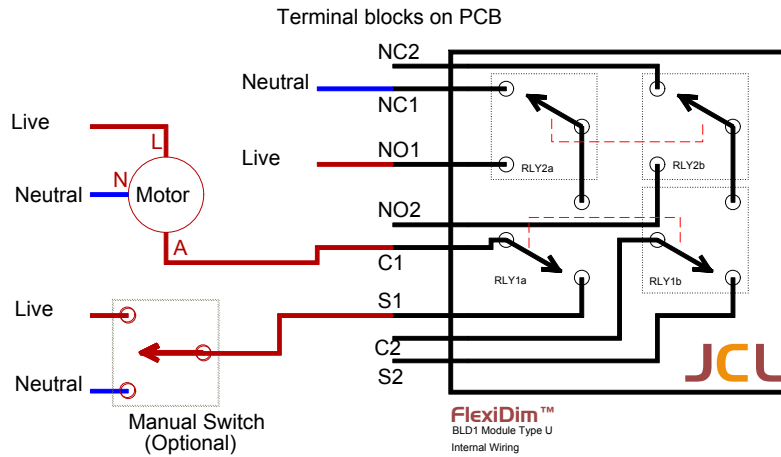 Terminal blocks on PCB
NC2
Neutral
NC1
Live
L
NO1
Live
RLY2a
RLY2b
N
Neutral
Motor
NO2
A
C1
RLY1a
RLY1b
Live
S1
C2
JCL
Neutral
S2
Manual Switch
(Optional)
FlexiDim™
BLD1 Module Type U
Internal Wiring